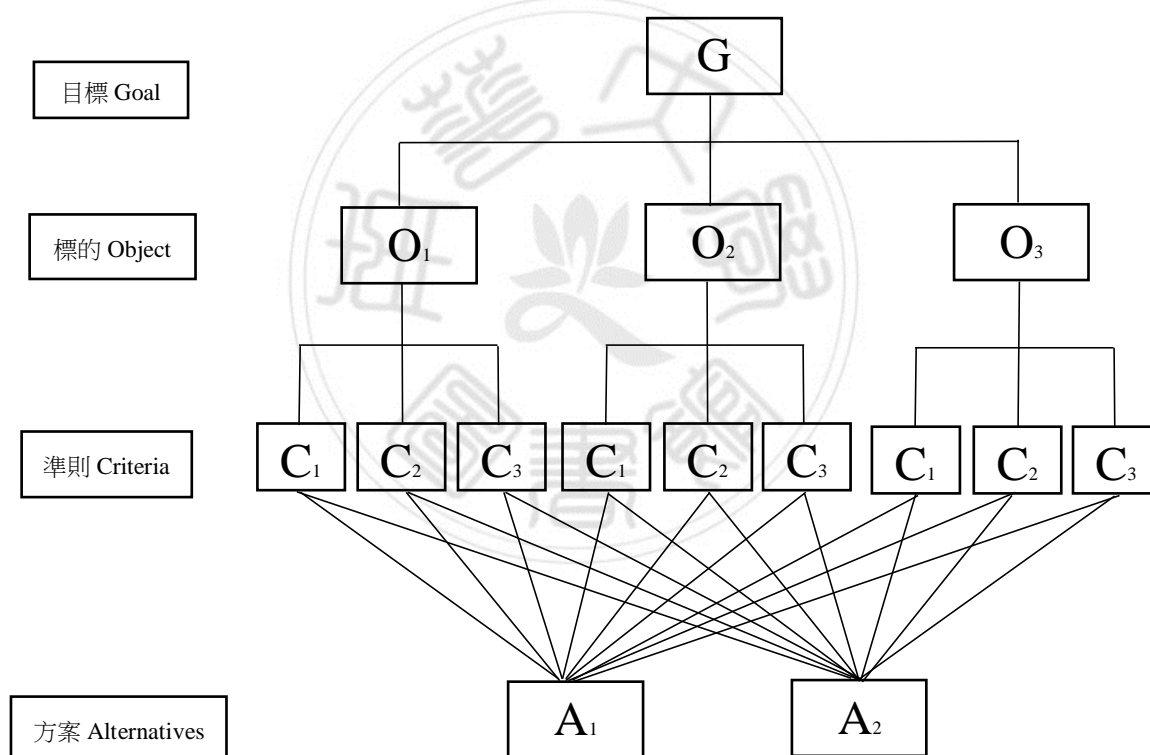 G
目標 Goal
標的 Object
O1
O2
O3
準則 Criteria
C1
C2
C3
C1
C2
C3
C1
C2
C3
方案 Alternatives
A1
A2